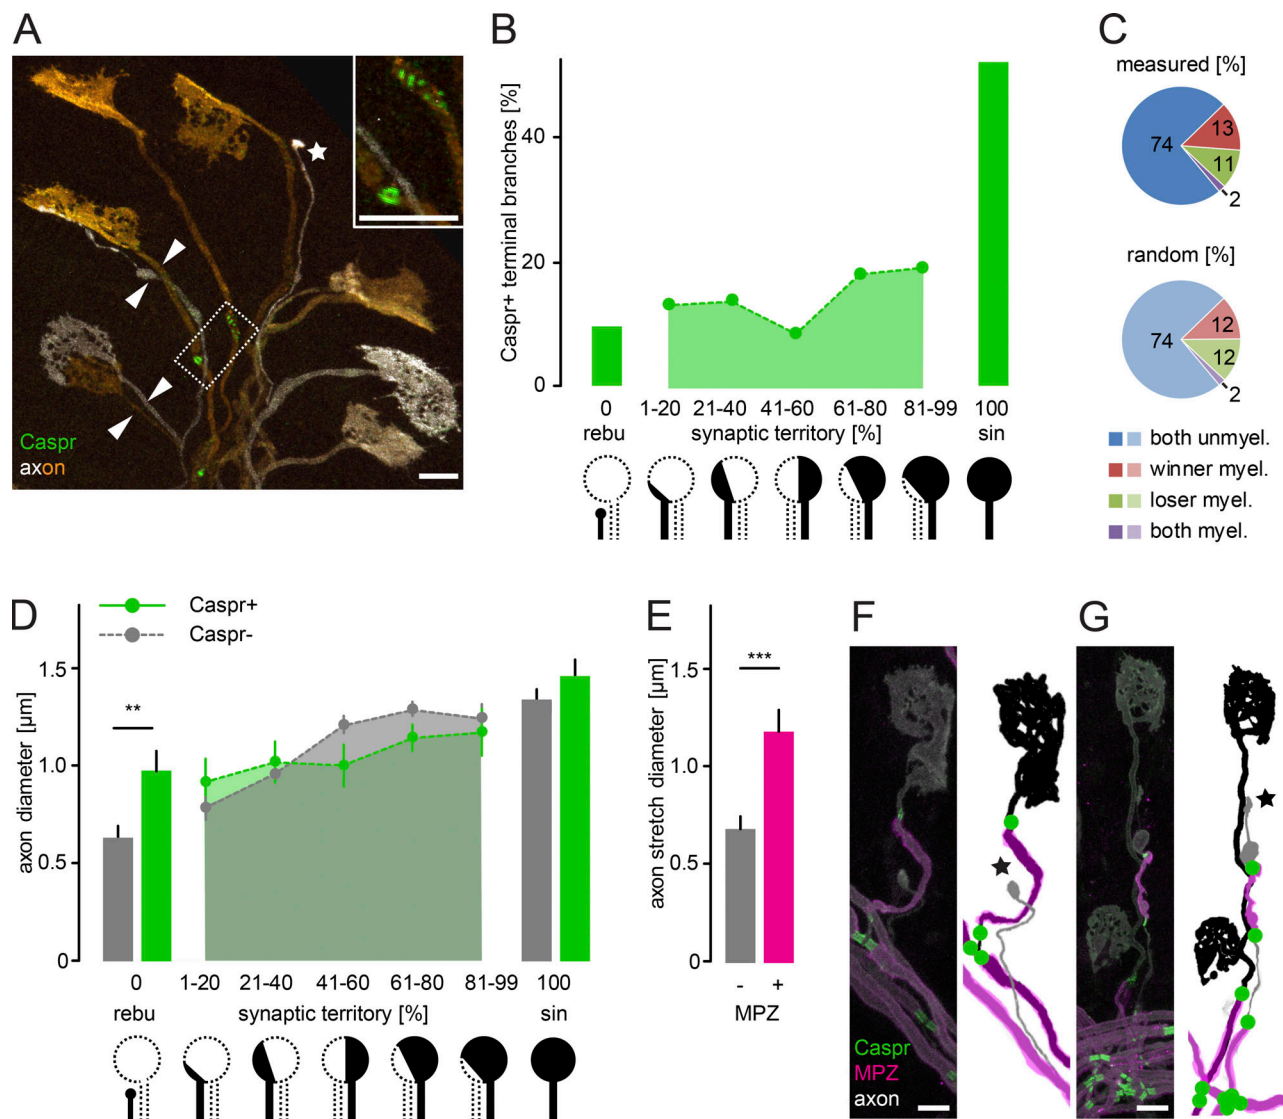 A
Caspr
axon
B
Caspr+ terminal branches [%]
40
20
0
0
1-20
21-40
41-60
61-80
81-99
100
rebu
synaptic territory [%]
sin
C
measured [%]
74
13
11
2
random [%]
74
12
12
2
both unmyel.
winner myel.
loser myel.
both myel.
D
Caspr+
Caspr-
axon diameter [µm]
1.5
1.0
0.5
0
**
0
1-20
21-40
41-60
61-80
81-99
100
rebu
synaptic territory [%]
sin
E
axon stretch diameter [µm]
1.5
1.0
0.5
0
***
- +
MPZ
F
Caspr
MPZ
axon
G